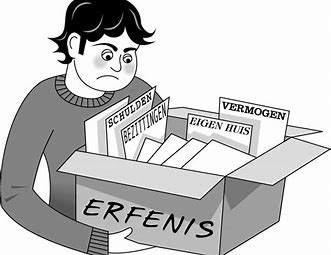 SCHULDEN
BEZITTINGEN
VERMOGEN
EIGEN HUIS
ERFENIS